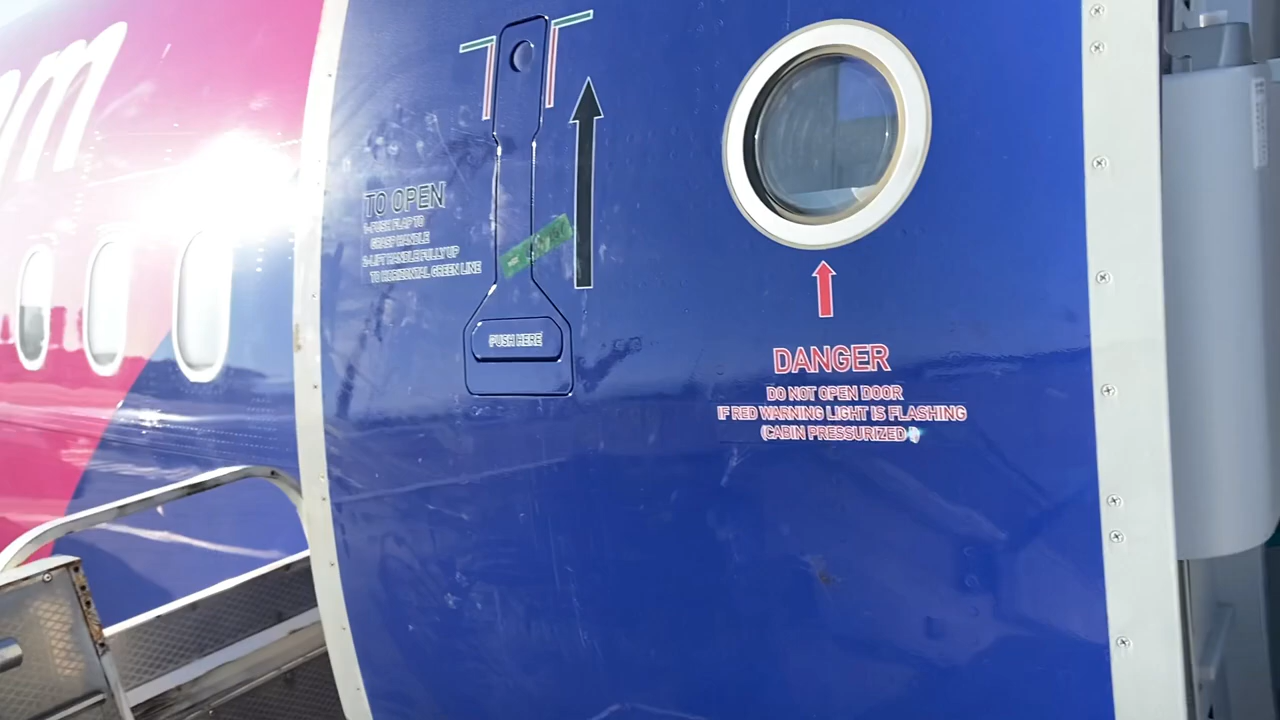 m
TO OPEN
1-PUSH FLAP TO
GRASP HANDLE
2-LIFT HANDLE FULLY UP
TO HORIZONTAL GREEN LINE
PUSH HERE
DANGER
DO NOT OPEN DOOR
IF RED WARNING LIGHT IS FLASHING
(CABIN PRESSURIZED)